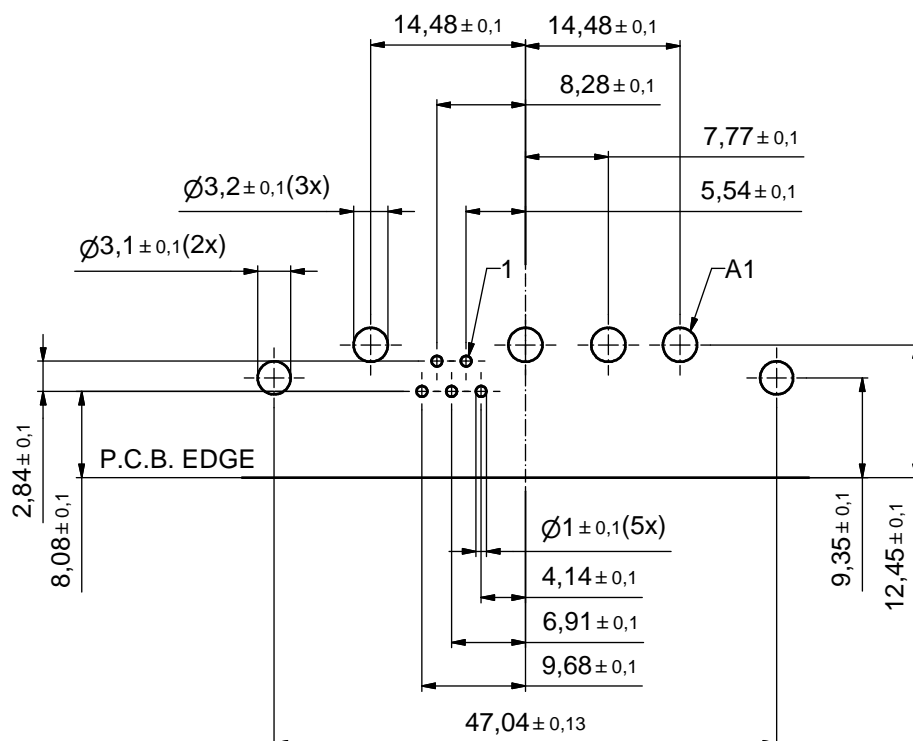 14,48 ± 0,1 14,48 ± 0,1
8,28 ± 0,1
7,77 ± 0,1
Ø3,2 ± 0,1(3x)
5,54 ± 0,1
Ø3,1 ± 0,1(2x)
1
A1
2,84 ± 0,1
P.C.B. EDGE
8,08 ± 0,1
9,35 ± 0,1
12,45 ± 0,1
Ø1 ± 0,1(5x)
4,14 ± 0,1
6,91 ± 0,1
9,68 ± 0,1
47,04 ± 0,13